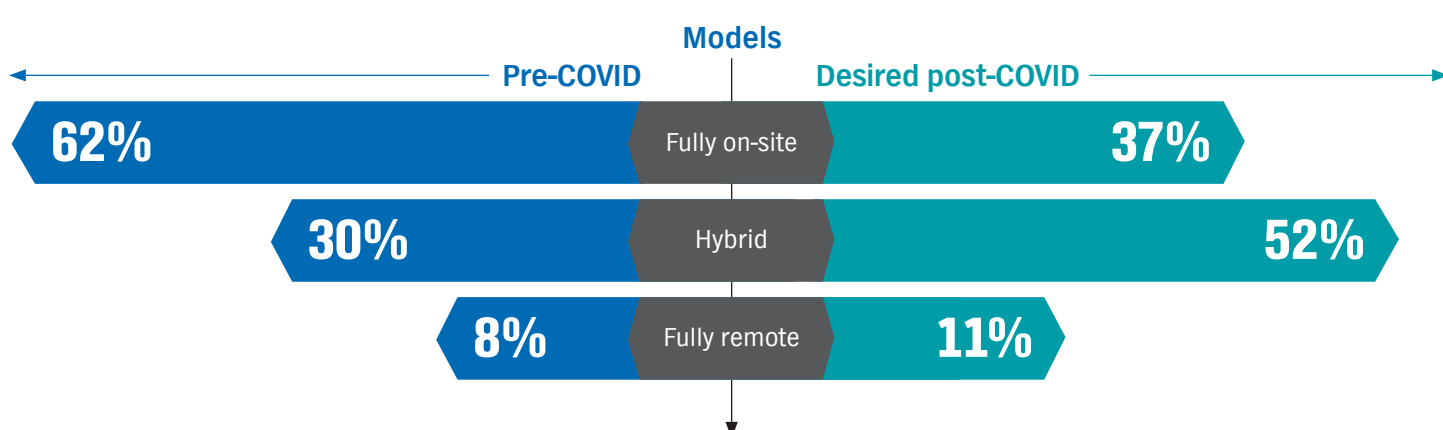 Models
Pre-COVID Desired post-COVID
62% Fully on-site 37%
30% Hybrid 52%
8% Fully remote 11%